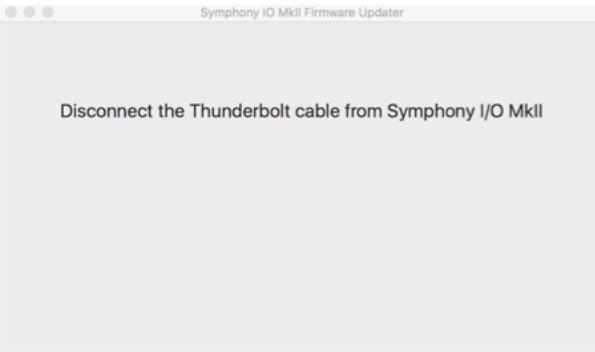 Symphony IO MkII Firmware Updater
Disconnect the Thunderbolt cable from Symphony I/O MkII